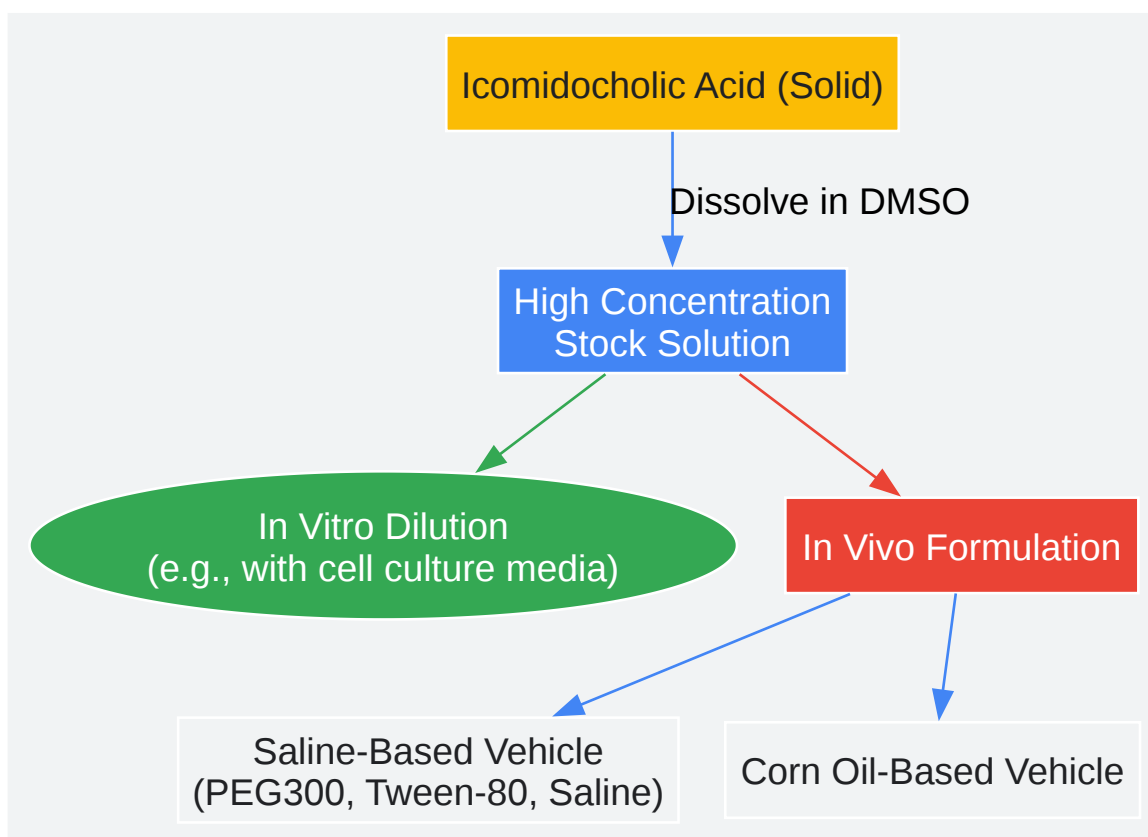 Icomidocholic Acid (Solid)
Dissolve in DMSO
High Concentration
Stock Solution
In Vitro Dilution
(e.g., with cell culture media)
In Vivo Formulation
Saline-Based Vehicle
(PEG300, Tween-80, Saline)
Corn Oil-Based Vehicle